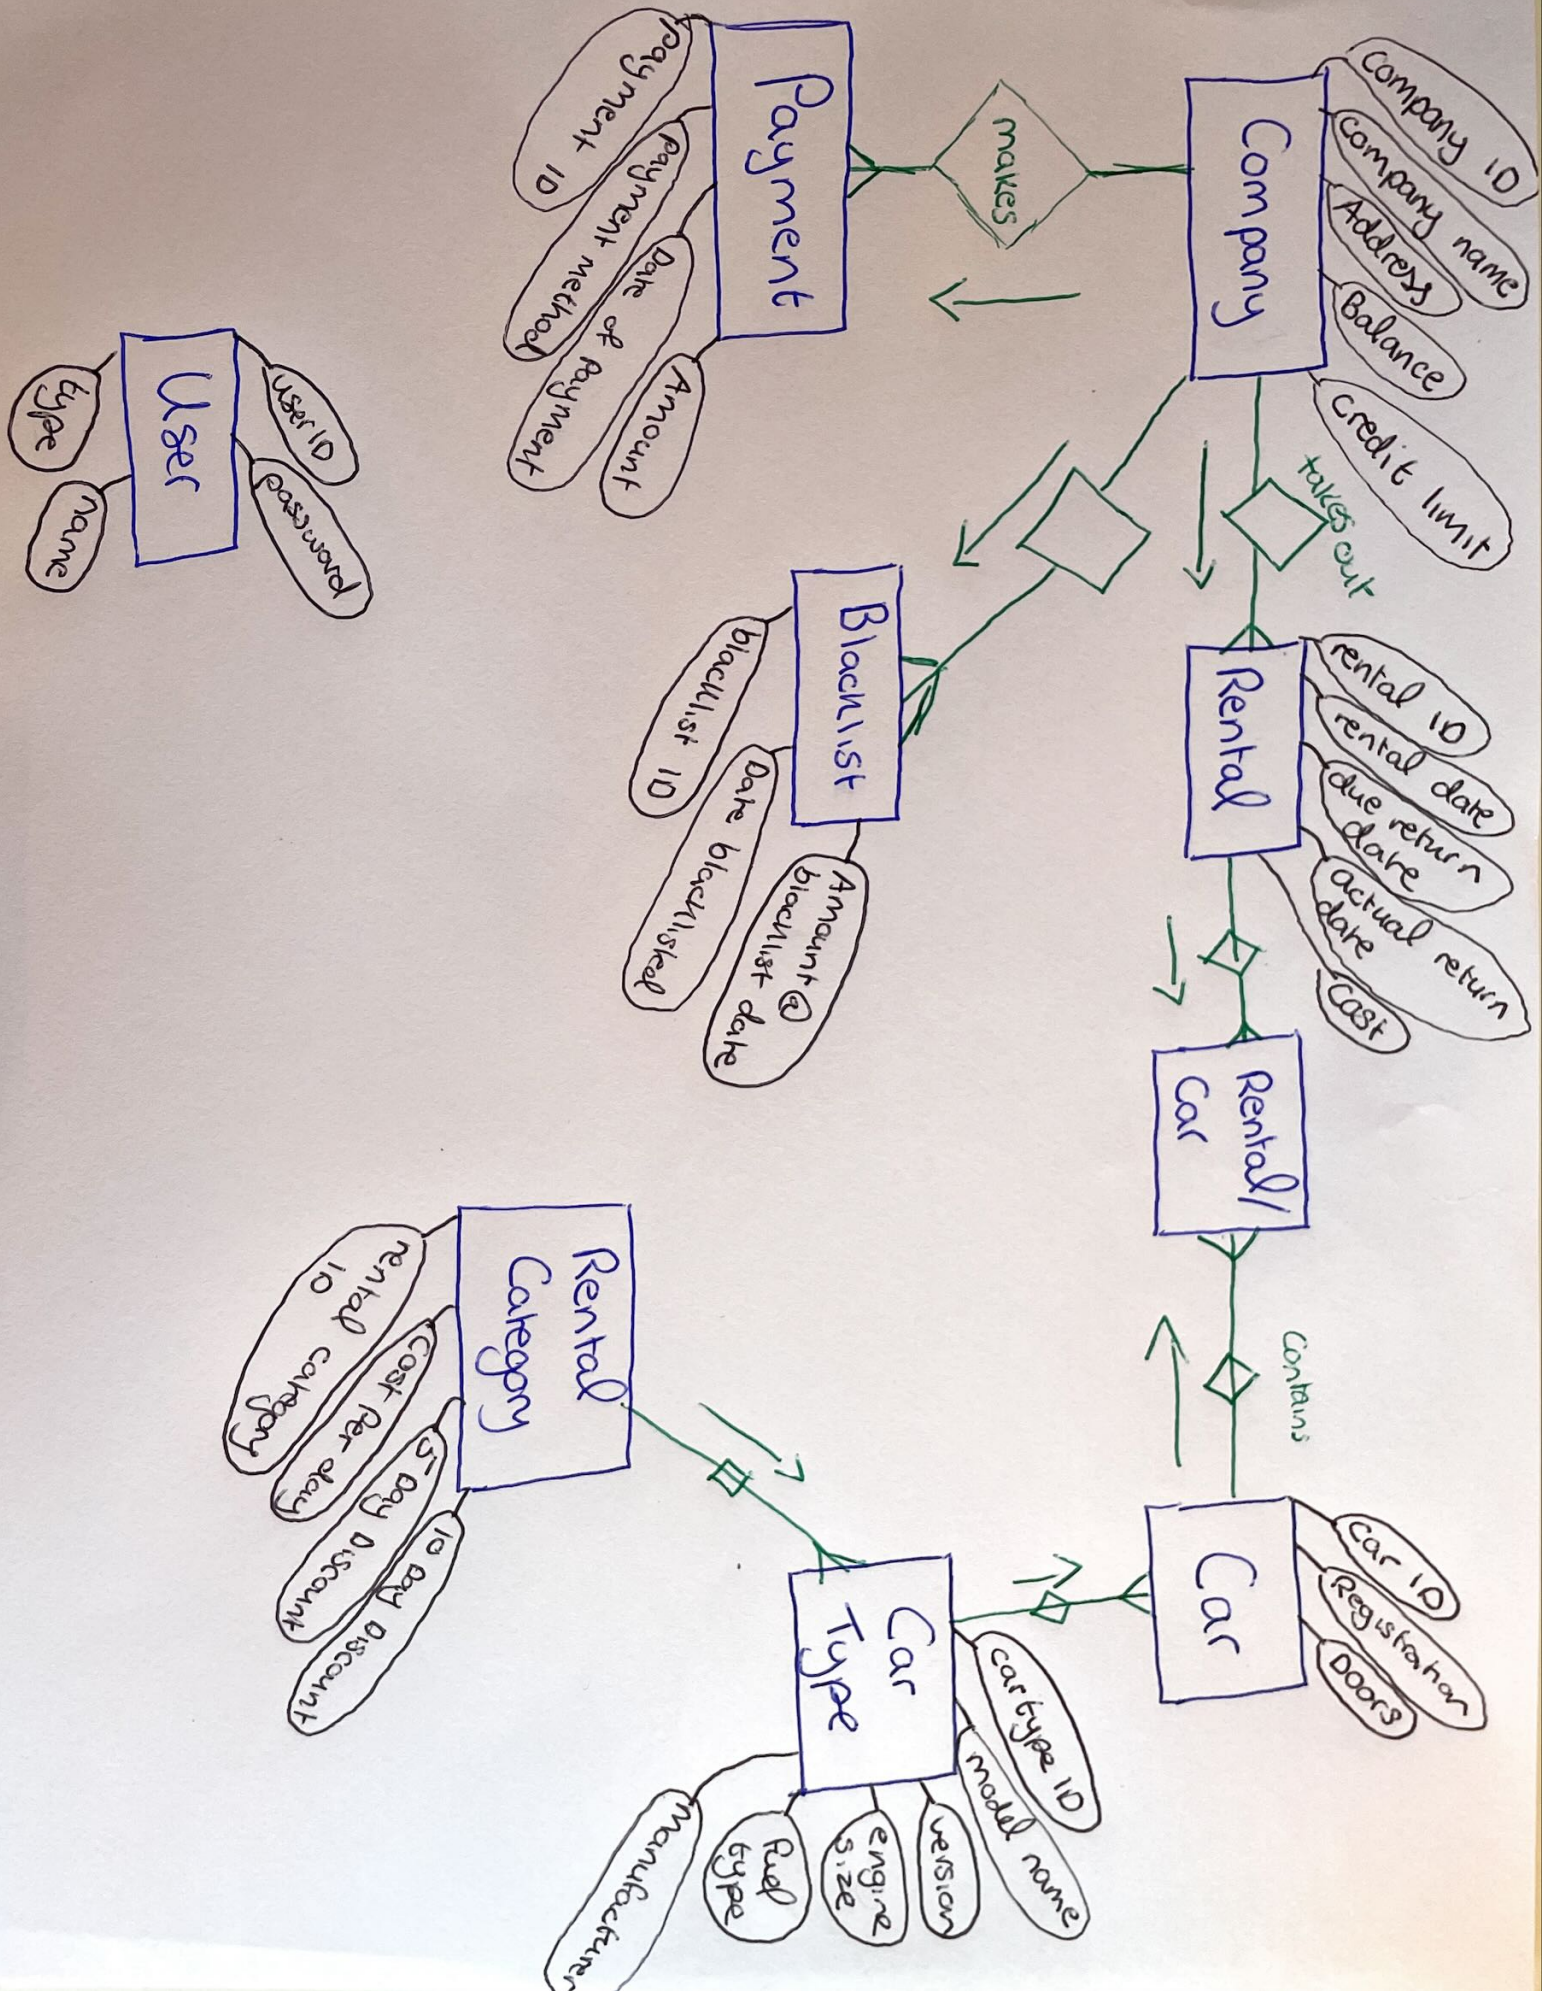 Company
company ID
company name
Address
Balance
credit limit
takes out
Rental
rental ID
rental date
due return
date
actual return
date
cost
Rental/
Car
contains
Car
Car ID
Registration
Doors
makes
Payment
payment ID
payment method
Date of payment
Amount
Blacklist
blacklist ID
Date blacklisted
Amount @
blacklist date
Car
Type
car type ID
model name
version
engine
size
fuel
type
Manufacturer
Rental
Category
rental category
ID
Cost Per day
5 Day Discount
10 Day Discount
User
user ID
password
type
name